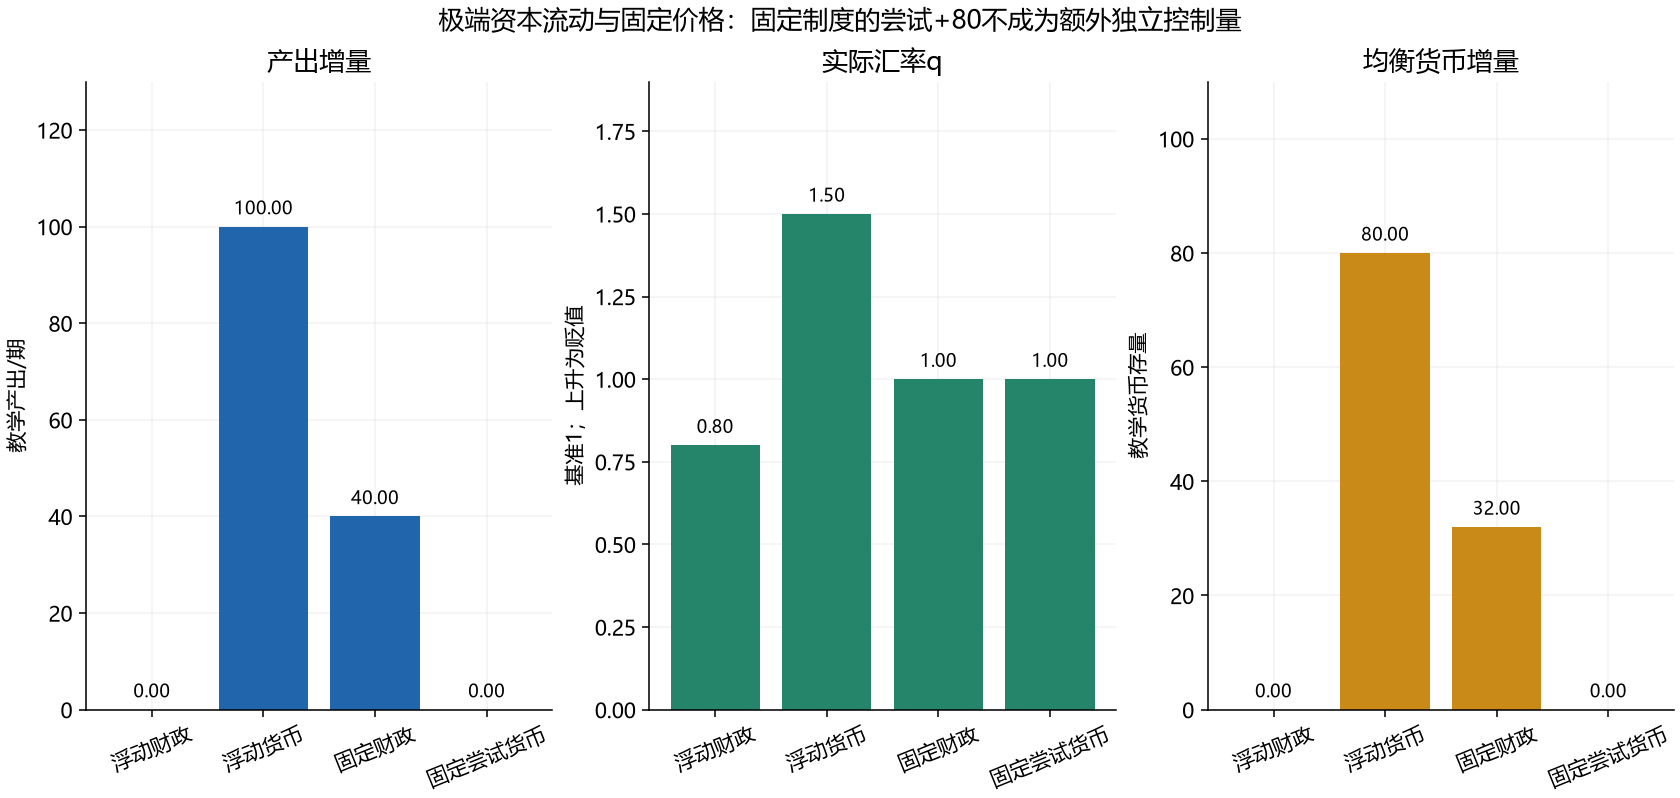 极端资本流动与固定价格：固定制度的尝试+80不成为额外独立控制量
产出增量
教学产出/期
120
100
80
60
40
20
0
0.00
100.00
40.00
0.00
浮动财政
浮动货币
固定财政
固定尝试货币
实际汇率q
基准1；上升为贬值
1.75
1.50
1.25
1.00
0.75
0.50
0.25
0.00
0.80
1.50
1.00
1.00
浮动财政
浮动货币
固定财政
固定尝试货币
均衡货币增量
教学货币存量
100
80
60
40
20
0
0.00
80.00
32.00
0.00
浮动财政
浮动货币
固定财政
固定尝试货币